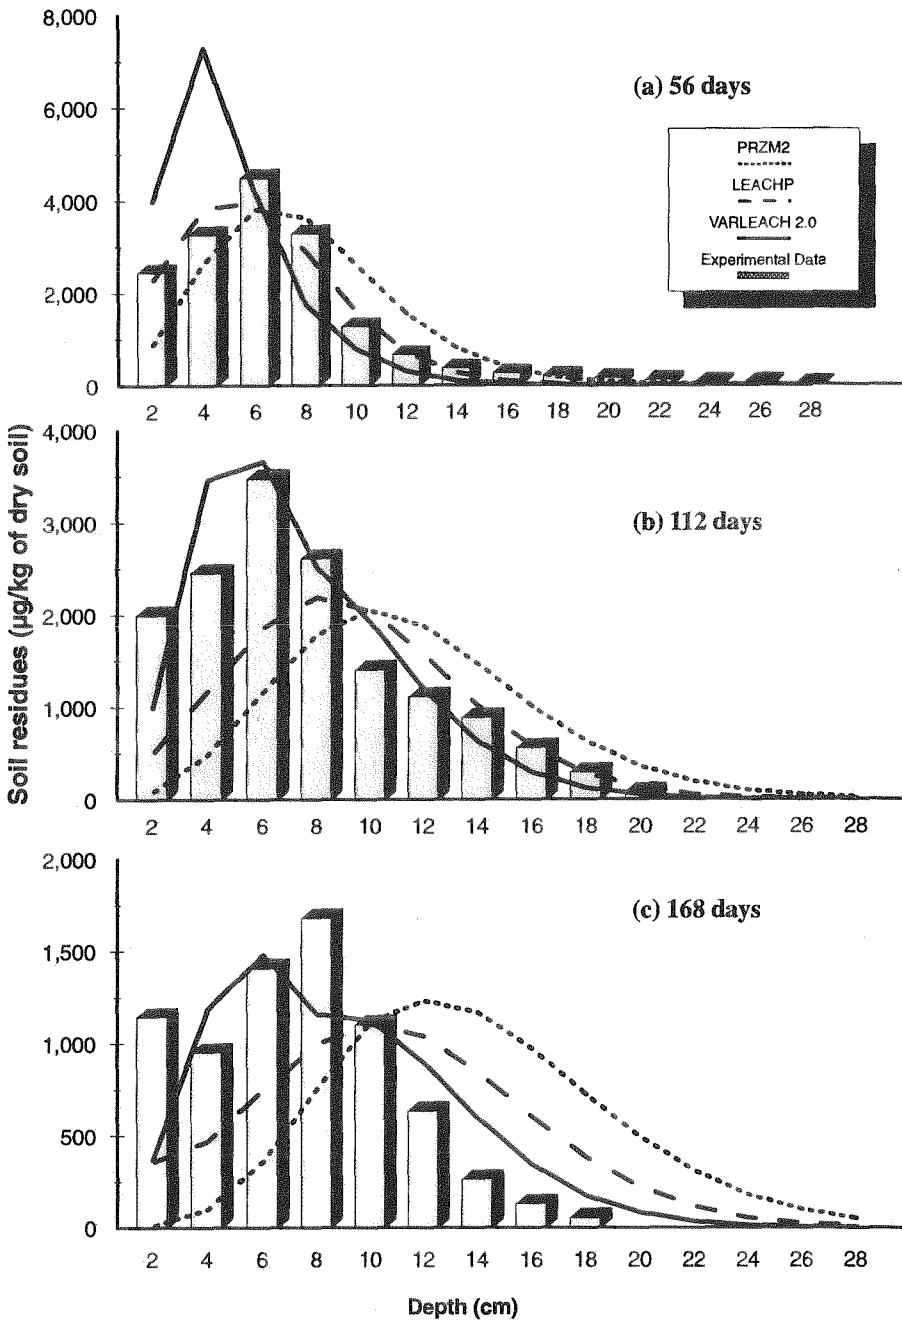 8,000
6,000
4,000
2,000
0
(a) 56 days
PRZM2
LEACHP
VARLEACH 2.0
Experimental Data
2 4 6 8 10 12 14 16 18 20 22 24 26 28
Soil residues (µg/kg of dry soil)
4,000
3,000
2,000
1,000
0
(b) 112 days
2 4 6 8 10 12 14 16 18 20 22 24 26 28
2,000
1,500
1,000
500
0
(c) 168 days
2 4 6 8 10 12 14 16 18 20 22 24 26 28
Depth (cm)